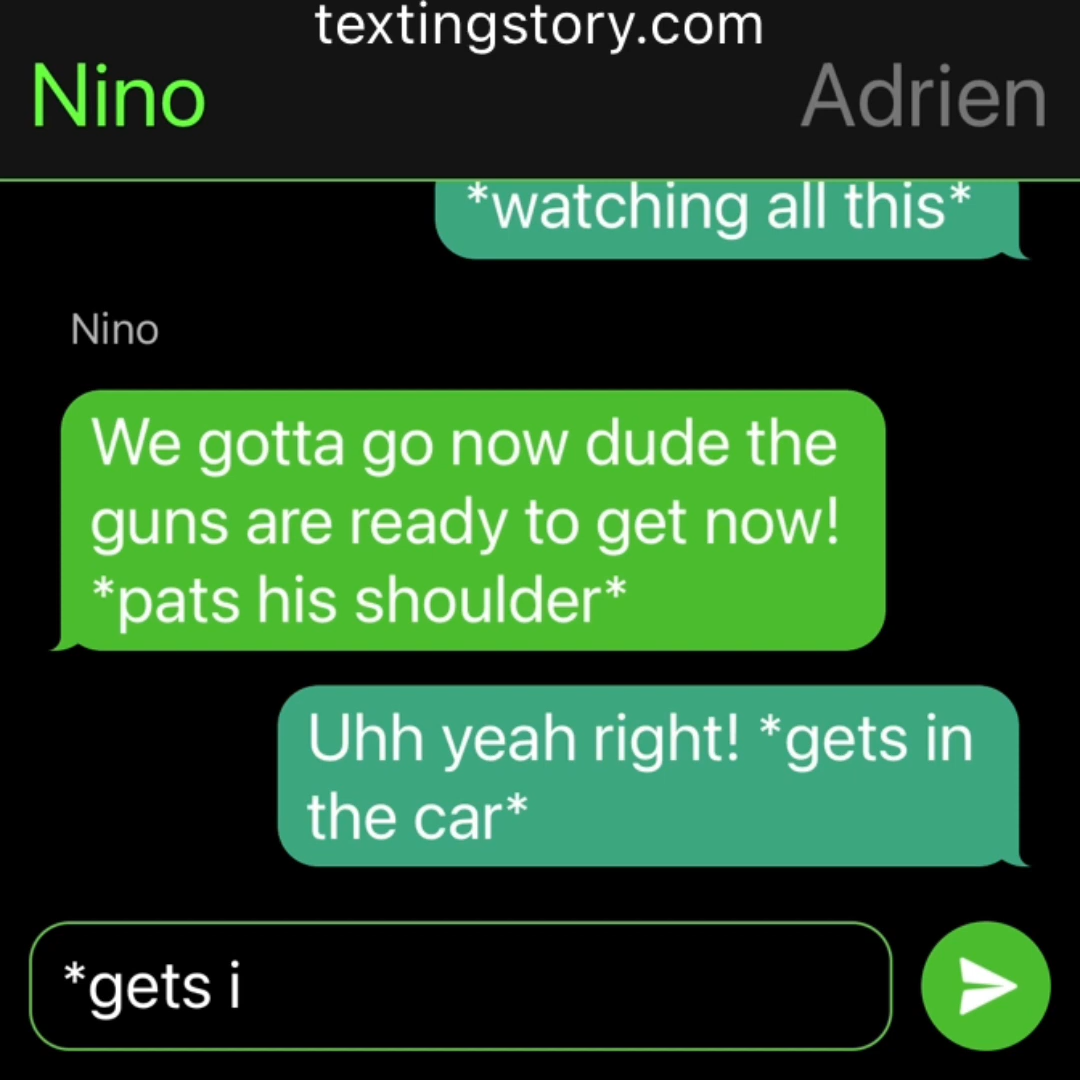 textingstory.com
Nino
Adrien
*watching all this*
Nino
We gotta go now dude the
guns are ready to get now!
*pats his shoulder*
Uhh yeah right! *gets in
the car*
*gets i